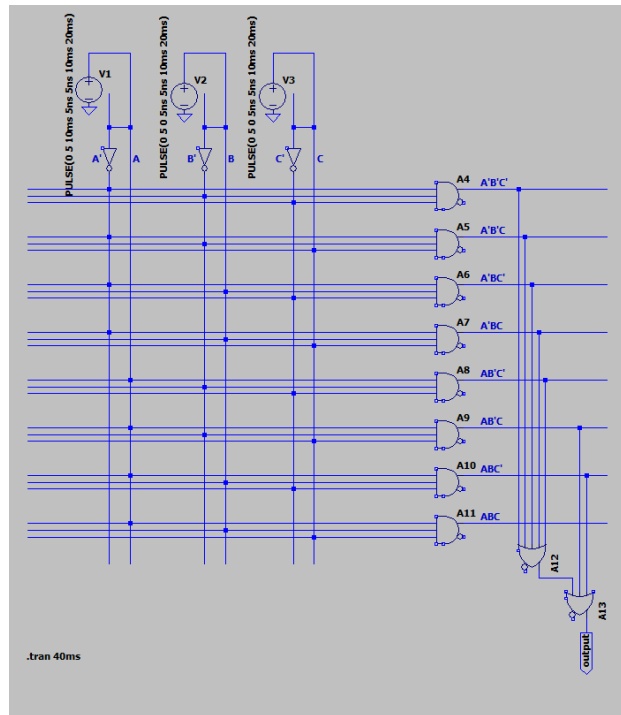 PULSE(0 5 10ms 5ns 5ns 10ms 20ms)
V1
PULSE(0 5 0 5ns 5ns 10ms 20ms)
V2
PULSE(0 5 0 5ns 5ns 10ms 20ms)
V3
A' A B' B C' C
A4 A'B'C'
A5 A'B'C
A6 A'BC'
A7 A'BC
A8 AB'C'
A9 AB'C
A10 ABC'
A11 ABC
A12
A13
output
.tran 40ms